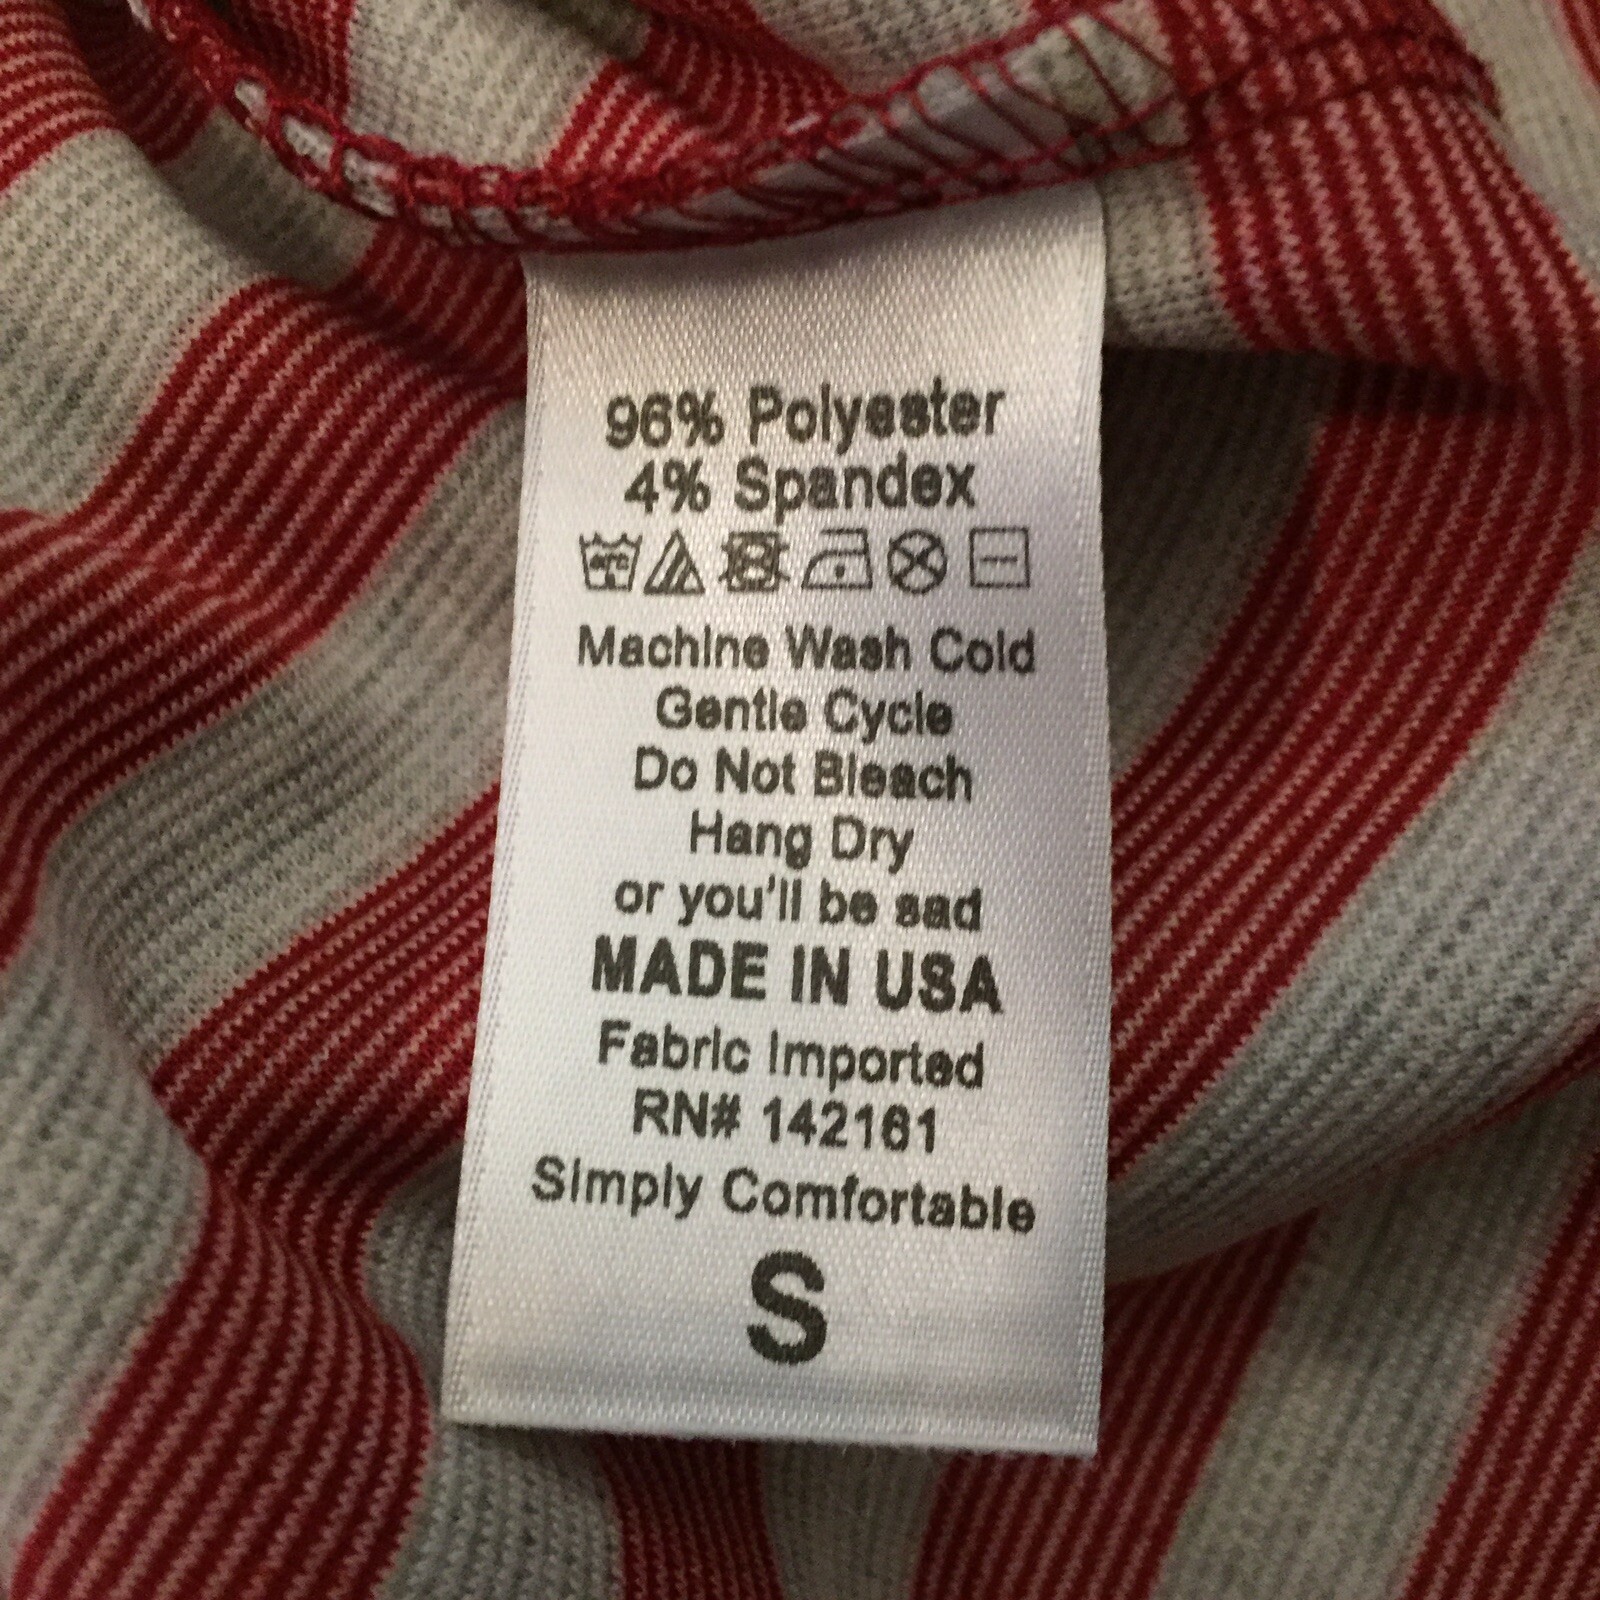 96% Polyester
4% Spandex
Machine Wash Cold
Gentle Cycle
Do Not Bleach
Hang Dry
or you'll be sad
MADE IN USA
Fabric Imported
RN# 142161
Simply Comfortable
S